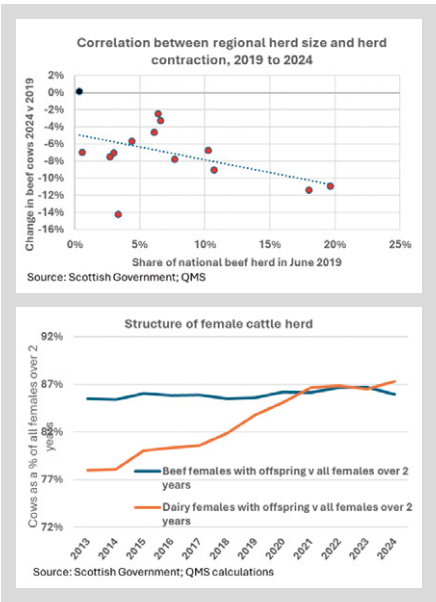 Correlation between regional herd size and herd
contraction, 2019 to 2024
Change in beef cows 2024 v 2019
2%
0%
-2%
-4%
-6%
-8%
-10%
-12%
-14%
-16%
0%
5%
10%
15%
20%
25%
Share of national beef herd in June 2019
Source: Scottish Government; QMS
Structure of female cattle herd
Cows as a % of all females over 2
years
92%
87%
82%
77%
72%
Beef females with offspring v all females over 2
years
Dairy females with offspring v all females over 2
years
2013
2014
2015
2016
2017
2018
2019
2020
2021
2022
2023
2024
Source: Scottish Government; QMS calculations